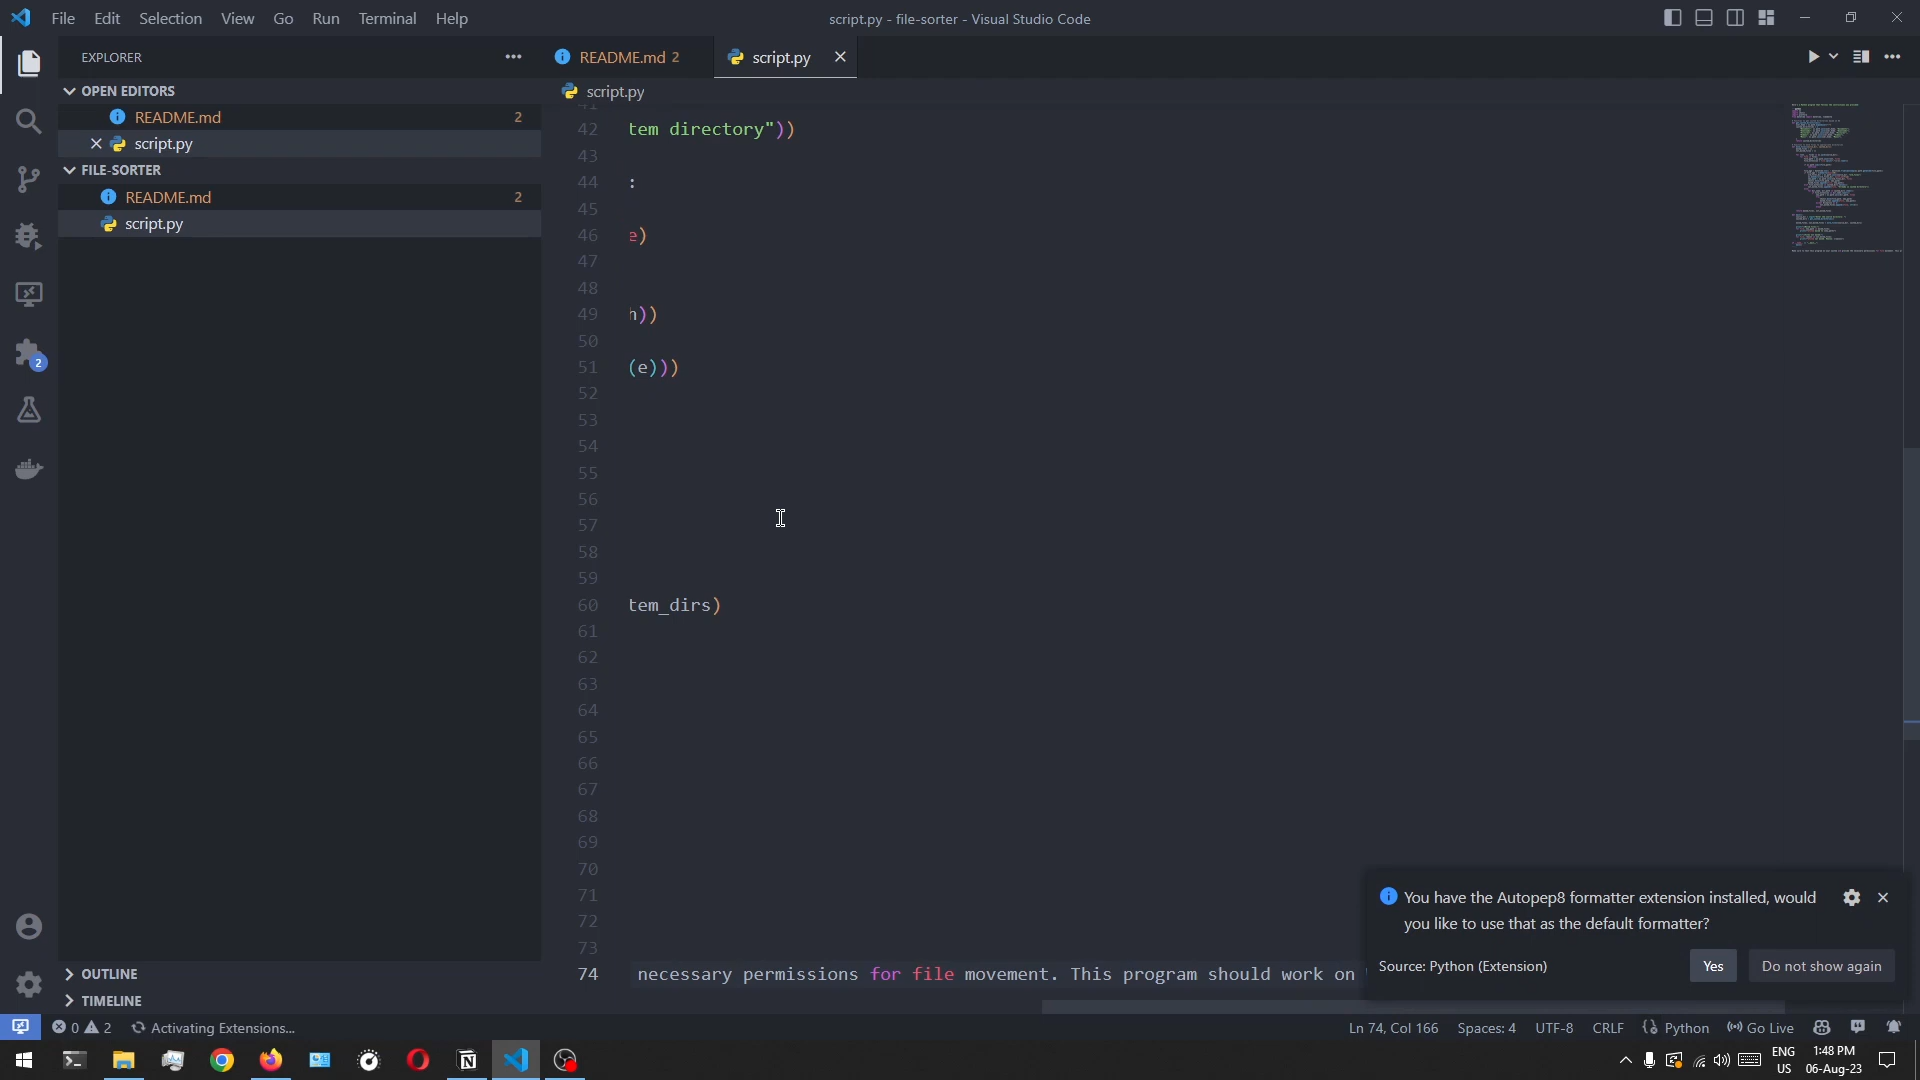 File Edit Selection View Go Run Terminal Help
script.py - file-sorter - Visual Studio Code
EXPLORER
README.md 2
script.py
OPEN EDITORS
script.py
README.md 2
script.py
FILE-SORTER
README.md 2
script.py
42 tem directory"))
43
44 :
45
46 e)
47
48
49 h))
50
51 (e)))
52
53
54
55
56
57
58
59
60 tem_dirs)
61
62
63
64
65
66
67
68
69
70
71
72
73
74 necessary permissions for file movement. This program should work on
2
You have the Autopep8 formatter extension installed, would
you like to use that as the default formatter?
Source: Python (Extension)
Yes
Do not show again
OUTLINE
TIMELINE
0 2 Activating Extensions...
Ln 74, Col 166 Spaces: 4 UTF-8 CRLF Python Go Live
ENG
US
1:48 PM
06-Aug-23